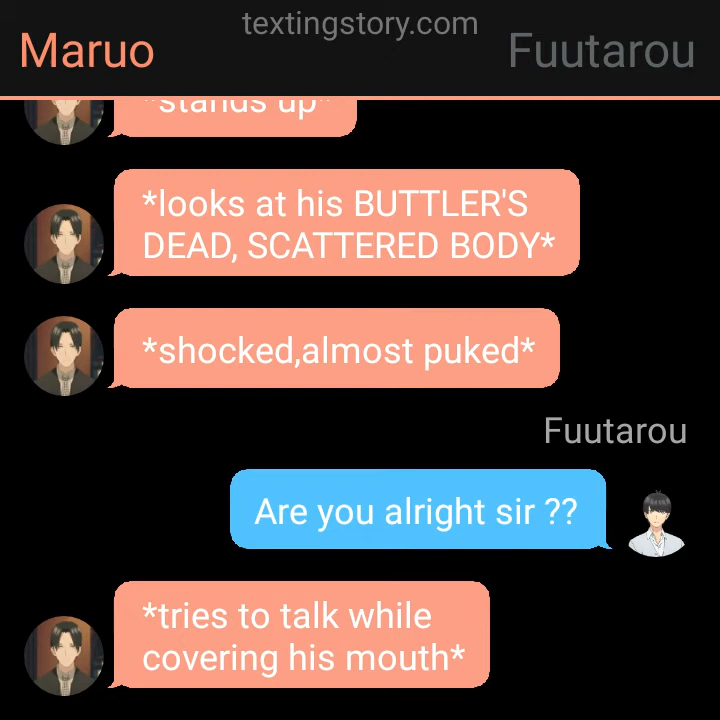 textingstory.com
Maruo
Fuutarou
*stands up*
*looks at his BUTTLER'S
DEAD, SCATTERED BODY*
*shocked,almost puked*
Fuutarou
Are you alright sir ??
*tries to talk while
covering his mouth*